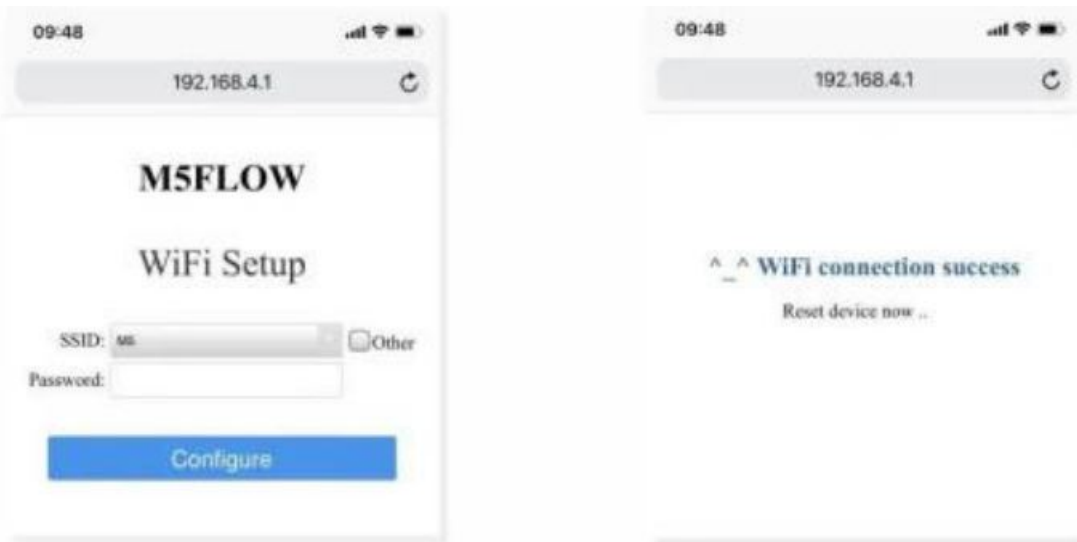 09:48
192.168.4.1
M5FLOW
WiFi Setup
SSID: M5 Other
Password:
Configure
09:48
192.168.4.1
^_^ WiFi connection success
Reset device now ..